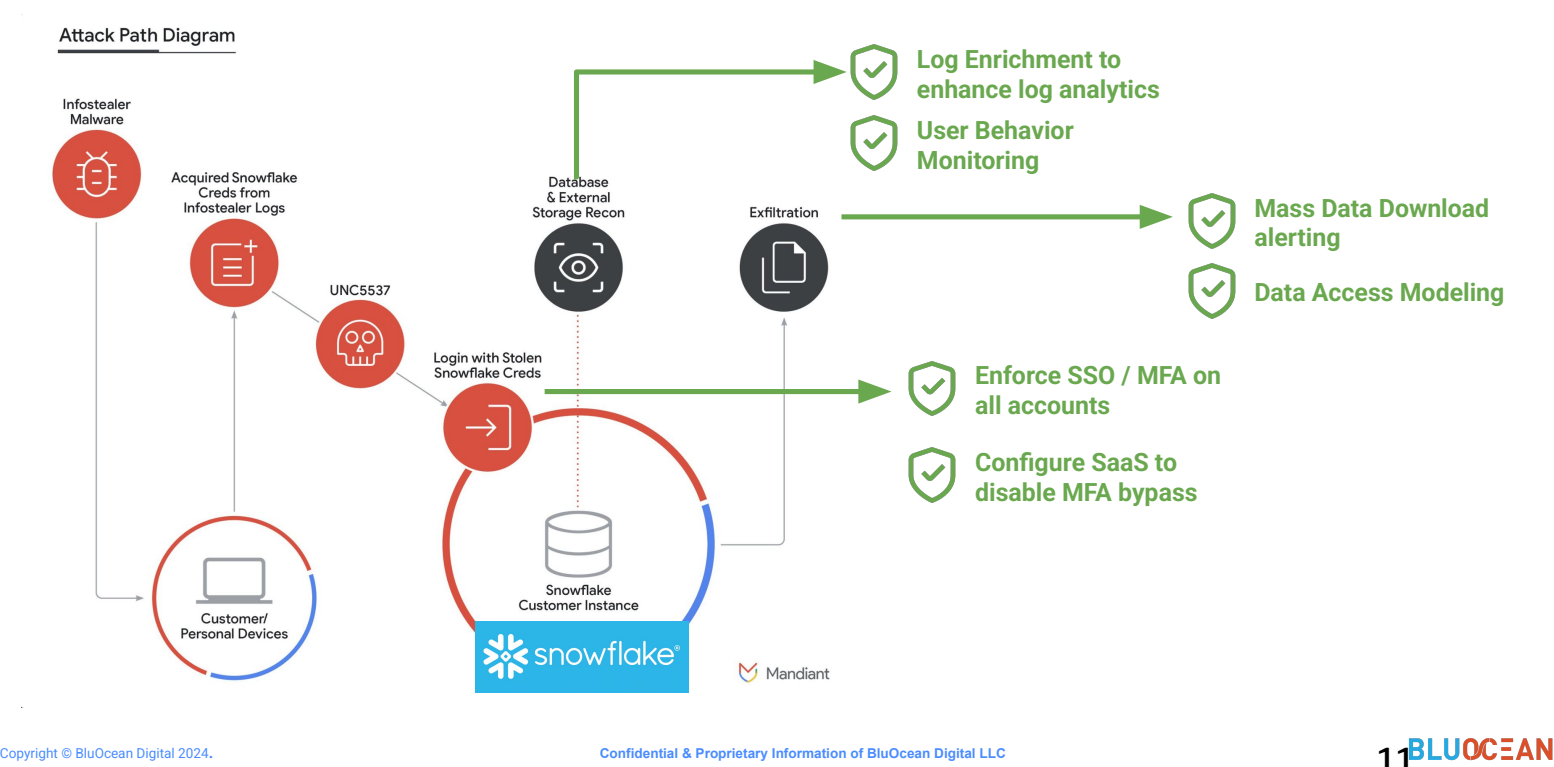 Attack Path Diagram
Infostealer
Malware
Acquired Snowflake
Creds from
Infostealer Logs
UNC5537
Login with Stolen
Snowflake Creds
Database
& External
Storage Recon
Exfiltration
Log Enrichment to
enhance log analytics
User Behavior
Monitoring
Mass Data Download
alerting
Data Access Modeling
Enforce SSO / MFA on
all accounts
Configure SaaS to
disable MFA bypass
Customer/
Personal Devices
Snowflake
Customer Instance
snowflake®
Mandiant
Copyright © BluOcean Digital 2024.
Confidential & Proprietary Information of BluOcean Digital LLC
11
BLUOCEAN